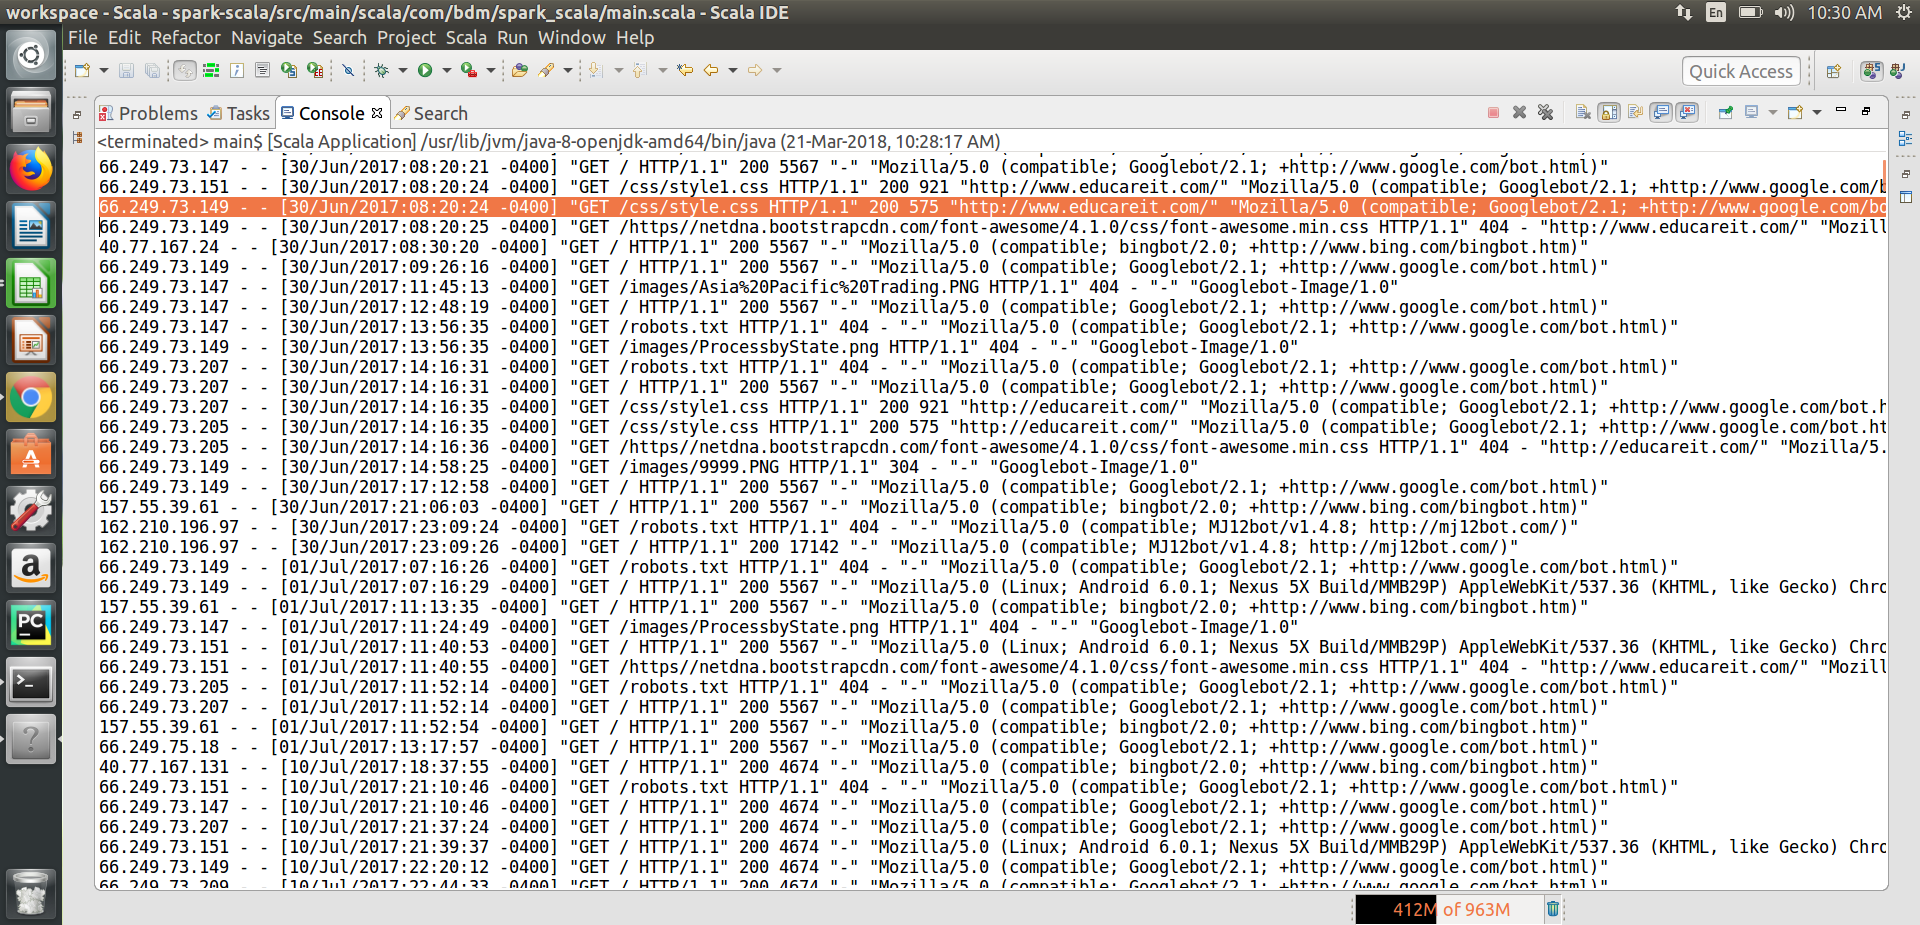 workspace - Scala - spark-scala/src/main/scala/com/bdm/spark_scala/main.scala - Scala IDE
En
10:30 AM
File Edit Refactor Navigate Search Project Scala Run Window Help
Quick Access
Problems Tasks Console Search
<terminated> main$ [Scala Application] /usr/lib/jvm/java-8-openjdk-amd64/bin/java (21-Mar-2018, 10:28:17 AM)
66.249.73.147 - - [30/Jun/2017:08:20:21 -0400] "GET / HTTP/1.1" 200 5567 "-" "Mozilla/5.0 (compatible; Googlebot/2.1; +http://www.google.com/bot.html)"
66.249.73.151 - - [30/Jun/2017:08:20:24 -0400] "GET /css/style1.css HTTP/1.1" 200 921 "http://www.educareit.com/" "Mozilla/5.0 (compatible; Googlebot/2.1; +http://www.google.com/b
66.249.73.149 - - [30/Jun/2017:08:20:24 -0400] "GET /css/style.css HTTP/1.1" 200 575 "http://www.educareit.com/" "Mozilla/5.0 (compatible; Googlebot/2.1; +http://www.google.com/bo
66.249.73.149 - - [30/Jun/2017:08:20:25 -0400] "GET /https//netdna.bootstrapcdn.com/font-awesome/4.1.0/css/font-awesome.min.css HTTP/1.1" 404 - "http://www.educareit.com/" "Mozill
40.77.167.24 - - [30/Jun/2017:08:30:20 -0400] "GET / HTTP/1.1" 200 5567 "-" "Mozilla/5.0 (compatible; bingbot/2.0; +http://www.bing.com/bingbot.htm)"
66.249.73.149 - - [30/Jun/2017:09:26:16 -0400] "GET / HTTP/1.1" 200 5567 "-" "Mozilla/5.0 (compatible; Googlebot/2.1; +http://www.google.com/bot.html)"
66.249.73.147 - - [30/Jun/2017:11:45:13 -0400] "GET /images/Asia%20Pacific%20Trading.PNG HTTP/1.1" 404 - "-" "Googlebot-Image/1.0"
66.249.73.147 - - [30/Jun/2017:12:48:19 -0400] "GET / HTTP/1.1" 200 5567 "-" "Mozilla/5.0 (compatible; Googlebot/2.1; +http://www.google.com/bot.html)
66.249.73.147 - - [30/Jun/2017:13:56:35 -0400] "GET /robots.txt HTTP/1.1" 404 - "-" "Mozilla/5.0 (compatible; Googlebot/2.1; +http://www.google.com/bot.html)"
66.249.73.149 - - [30/Jun/2017:13:56:35 -0400] "GET /images/ProcessbyState.png HTTP/1.1" 404 - "-" "Googlebot-Image/1.0"
66.249.73.207 - - [30/Jun/2017:14:16:31 -0400] "GET /robots.txt HTTP/1.1" 404 - "-" "Mozilla/5.0 (compatible; Googlebot/2.1; +http://www.google.com/bot.html)"
66.249.73.207 - - [30/Jun/2017:14:16:31 -0400] "GET / HTTP/1.1" 200 5567 "-" "Mozilla/5.0 (compatible; Googlebot/2.1; +http://www.google.com/bot.html)"
66.249.73.207 - - [30/Jun/2017:14:16:35 -0400] "GET /css/style1.css HTTP/1.1" 200 921 "http://educareit.com/" "Mozilla/5.0 (compatible; Googlebot/2.1; +http://www.google.com/bot.h
66.249.73.205 - - [30/Jun/2017:14:16:35 -0400] "GET /css/style.css HTTP/1.1" 200 575 "http://educareit.com/" "Mozilla/5.0 (compatible; Googlebot/2.1; +http://www.google.com/bot.ht
66.249.73.205 - - [30/Jun/2017:14:16:36 -0400] "GET /https//netdna.bootstrapcdn.com/font-awesome/4.1.0/css/font-awesome.min.css HTTP/1.1" 404 - "http://educareit.com/" "Mozilla/5.
66.249.73.149 - - [30/Jun/2017:14:58:25 -0400] "GET /images/9999.PNG HTTP/1.1" 304 - "-" "Googlebot-Image/1.0"
66.249.73.149 - - [30/Jun/2017:17:12:58 -0400] "GET / HTTP/1.1" 200 5567 "-" "Mozilla/5.0 (compatible; Googlebot/2.1; +http://www.google.com/bot.html)"
157.55.39.61 - - [30/Jun/2017:21:06:03 -0400] "GET / HTTP/1.1" 200 5567 "-" "Mozilla/5.0 (compatible; bingbot/2.0; +http://www.bing.com/bingbot.htm)"
162.210.196.97 - - [30/Jun/2017:23:09:24 -0400] "GET /robots.txt HTTP/1.1" 404 - "-" "Mozilla/5.0 (compatible; MJ12bot/v1.4.8; http://mj12bot.com/)"
162.210.196.97 - - [30/Jun/2017:23:09:26 -0400] "GET / HTTP/1.1" 200 17142 "-" "Mozilla/5.0 (compatible; MJ12bot/v1.4.8; http://mj12bot.com/)"
66.249.73.149 - - [01/Jul/2017:07:16:26 -0400] "GET /robots.txt HTTP/1.1" 404 - "-" "Mozilla/5.0 (compatible; Googlebot/2.1; +http://www.google.com/bot.html)"
66.249.73.149 - - [01/Jul/2017:07:16:29 -0400] "GET / HTTP/1.1" 200 5567 "-" "Mozilla/5.0 (Linux; Android 6.0.1; Nexus 5X Build/MMB29P) AppleWebKit/537.36 (KHTML, like Gecko) Chro
157.55.39.61 - - [01/Jul/2017:11:13:35 -0400] "GET / HTTP/1.1" 200 5567 "-" "Mozilla/5.0 (compatible; bingbot/2.0; +http://www.bing.com/bingbot.htm)"
66.249.73.147 - - [01/Jul/2017:11:24:49 -0400] "GET /images/ProcessbyState.png HTTP/1.1" 404 - "-" "Googlebot-Image/1.0"
66.249.73.151 - - [01/Jul/2017:11:40:53 -0400] "GET / HTTP/1.1" 200 5567 "-" "Mozilla/5.0 (Linux; Android 6.0.1; Nexus 5X Build/MMB29P) AppleWebKit/537.36 (KHTML, like Gecko) Chro
66.249.73.151 - - [01/Jul/2017:11:40:55 -0400] "GET /https//netdna.bootstrapcdn.com/font-awesome/4.1.0/css/font-awesome.min.css HTTP/1.1" 404 - "http://www.educareit.com/" "Mozill
66.249.73.205 - - [01/Jul/2017:11:52:14 -0400] "GET /robots.txt HTTP/1.1" 404 - "-" "Mozilla/5.0 (compatible; Googlebot/2.1; +http://www.google.com/bot.html)"
66.249.73.207 - - [01/Jul/2017:11:52:14 -0400] "GET / HTTP/1.1" 200 5567 "-" "Mozilla/5.0 (compatible; Googlebot/2.1; +http://www.google.com/bot.html)"
157.55.39.61 - - [01/Jul/2017:11:52:54 -0400] "GET / HTTP/1.1" 200 5567 "-" "Mozilla/5.0 (compatible; bingbot/2.0; +http://www.bing.com/bingbot.htm)"
66.249.75.18 - - [01/Jul/2017:13:17:57 -0400] "GET / HTTP/1.1" 200 5567 "-" "Mozilla/5.0 (compatible; Googlebot/2.1; +http://www.google.com/bot.html)"
40.77.167.131 - - [10/Jul/2017:18:37:55 -0400] "GET / HTTP/1.1" 200 4674 "-" "Mozilla/5.0 (compatible; bingbot/2.0; +http://www.bing.com/bingbot.htm)"
66.249.73.151 - - [10/Jul/2017:21:10:46 -0400] "GET /robots.txt HTTP/1.1" 404 - "-" "Mozilla/5.0 (compatible; Googlebot/2.1; +http://www.google.com/bot.html)"
66.249.73.147 - - [10/Jul/2017:21:10:46 -0400] "GET / HTTP/1.1" 200 4674 "-" "Mozilla/5.0 (compatible; Googlebot/2.1; +http://www.google.com/bot.html)"
66.249.73.207 - - [10/Jul/2017:21:37:24 -0400] "GET / HTTP/1.1" 200 4674 "-" "Mozilla/5.0 (compatible; Googlebot/2.1; +http://www.google.com/bot.html)"
66.249.73.151 - - [10/Jul/2017:21:39:37 -0400] "GET / HTTP/1.1" 200 4674 "-" "Mozilla/5.0 (Linux; Android 6.0.1; Nexus 5X Build/MMB29P) AppleWebKit/537.36 (KHTML, like Gecko) Chro
66.249.73.149 - - [10/Jul/2017:22:20:12 -0400] "GET / HTTP/1.1" 200 4674 "-" "Mozilla/5.0 (compatible; Googlebot/2.1; +http://www.google.com/bot.html)"
66.249.73.209 - - [10/Jul/2017:22:44:33 -0400] "GET / HTTP/1.1" 200 4674 "-" "Mozilla/5.0 (compatible; Googlebot/2.1; +http://www.google.com/bot.html)"
412M of 963M